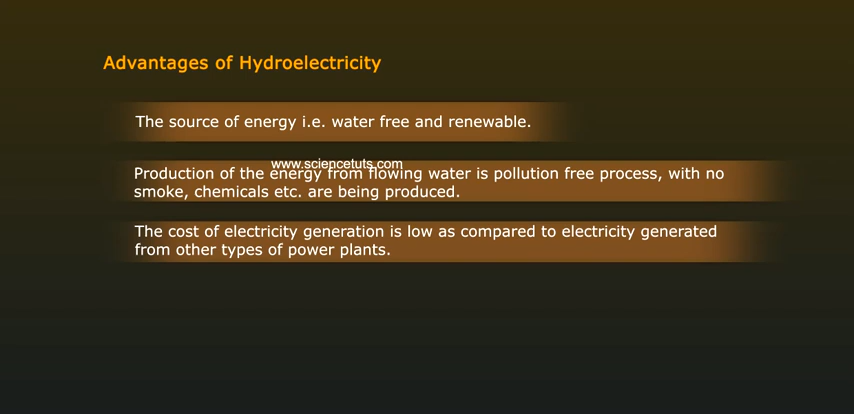 Advantages of Hydroelectricity
The source of energy i.e. water free and renewable.
www.sciencetuts.com
Production of the energy from flowing water is pollution free process, with no
smoke, chemicals etc. are being produced.
The cost of electricity generation is low as compared to electricity generated
from other types of power plants.